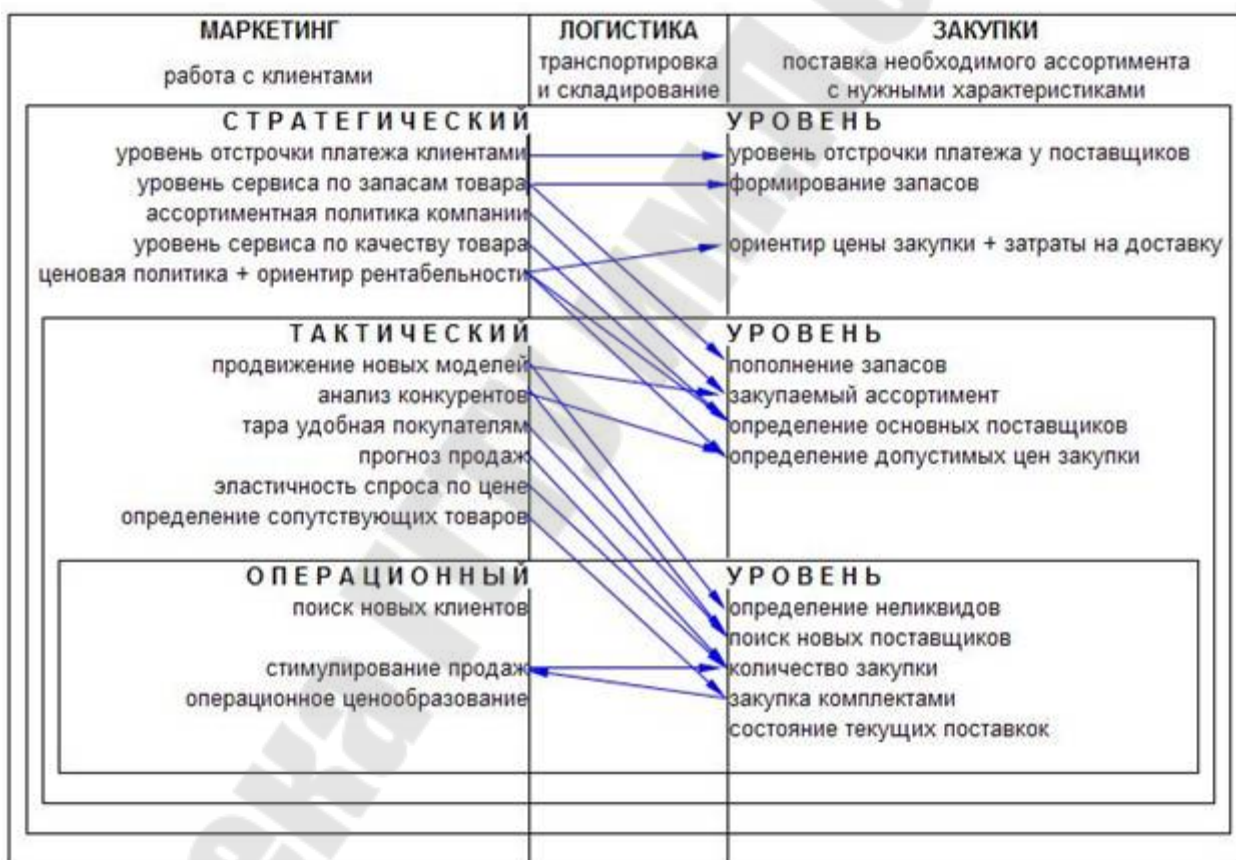 МАРКЕТИНГ ЛОГИСТИКА ЗАКУПКИ
работа с клиентами транспортировка поставка необходимого ассортимента
и складирование с нужными характеристиками
СТРАТЕГИЧЕСКИЙ УРОВЕНЬ
уровень отстрочки платежа клиентами уровень отстрочки платежа у поставщиков
уровень сервиса по запасам товара формирование запасов
ассортиментная политика компании
уровень сервиса по качеству товара ориентир цены закупки + затраты на доставку
ценовая политика + ориентир рентабельности
ТАКТИЧЕСКИЙ УРОВЕНЬ
продвижение новых моделей пополнение запасов
анализ конкурентов закупаемый ассортимент
тара удобная покупателям определение основных поставщиков
прогноз продаж определение допустимых цен закупки
эластичность спроса по цене
определение сопутствующих товаров
ОПЕРАЦИОННЫЙ УРОВЕНЬ
поиск новых клиентов определение неликвидов
поиск новых поставщиков
стимулирование продаж количество закупки
операционное ценообразование закупка комплектами
состояние текущих поставкок